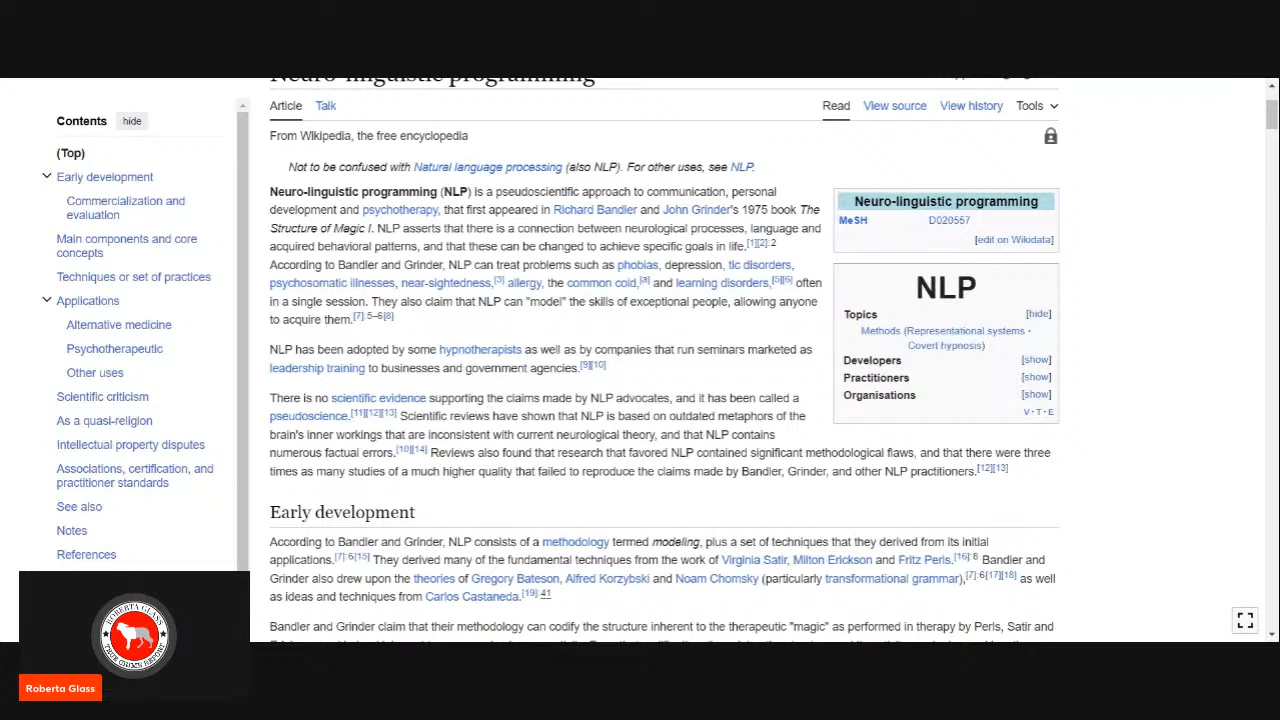 Neuro-linguistic programming
Contents hide
(Top)
Early development
Commercialization and
evaluation
Main components and core
concepts
Techniques or set of practices
Applications
Alternative medicine
Psychotherapeutic
Other uses
Scientific criticism
As a quasi-religion
Intellectual property disputes
Associations, certification, and
practitioner standards
See also
Notes
References
Article Talk Read View source View history Tools
From Wikipedia, the free encyclopedia
Not to be confused with Natural language processing (also NLP). For other uses, see NLP.
Neuro-linguistic programming (NLP) is a pseudoscientific approach to communication, personal
development and psychotherapy, that first appeared in Richard Bandler and John Grinder's 1975 book The
Structure of Magic I. NLP asserts that there is a connection between neurological processes, language and
acquired behavioral patterns, and that these can be changed to achieve specific goals in life.[1][2]: 2
According to Bandler and Grinder, NLP can treat problems such as phobias, depression, tic disorders,
psychosomatic illnesses, near-sightedness,[3] allergy, the common cold,[a] and learning disorders,[5][6] often
in a single session. They also claim that NLP can "model" the skills of exceptional people, allowing anyone
to acquire them.[7]: 5–6[8]
NLP has been adopted by some hypnotherapists as well as by companies that run seminars marketed as
leadership training to businesses and government agencies.[9][10]
There is no scientific evidence supporting the claims made by NLP advocates, and it has been called a
pseudoscience.[11][12][13] Scientific reviews have shown that NLP is based on outdated metaphors of the
brain's inner workings that are inconsistent with current neurological theory, and that NLP contains
numerous factual errors.[10][14] Reviews also found that research that favored NLP contained significant methodological flaws, and that there were three
times as many studies of a much higher quality that failed to reproduce the claims made by Bandler, Grinder, and other NLP practitioners.[12][13]
Neuro-linguistic programming
MeSH D020557
[edit on Wikidata]
NLP
Topics [hide]
Methods (Representational systems ·
Covert hypnosis)
Developers [show]
Practitioners [show]
Organisations [show]
V · T · E
Early development
According to Bandler and Grinder, NLP consists of a methodology termed modeling, plus a set of techniques that they derived from its initial
applications.[7]: 6[15] They derived many of the fundamental techniques from the work of Virginia Satir, Milton Erickson and Fritz Perls.[16]: 8 Bandler and
Grinder also drew upon the theories of Gregory Bateson, Alfred Korzybski and Noam Chomsky (particularly transformational grammar),[7]: 6[17][18] as well
as ideas and techniques from Carlos Castaneda.[19]: 41
Bandler and Grinder claim that their methodology can codify the structure inherent to the therapeutic "magic" as performed in therapy by Perls, Satir and
ROBERTA GLASS
TRUE CRIME REPORT
Roberta Glass